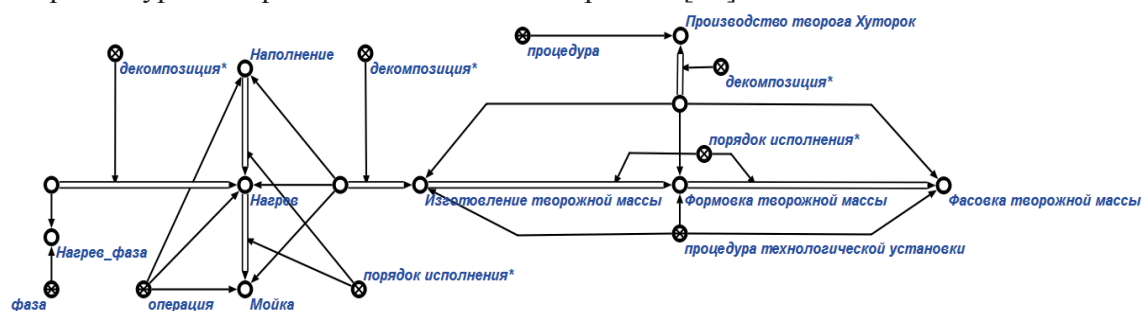 Производство творога Хуторок
процедура
Наполнение
декомпозиция*
декомпозиция*
декомпозиция*
порядок исполнения*
Нагрев
Изготовление творожной массы
Формовка творожной массы
Фасовка творожной массы
Нагрев_фаза
процедура технологической установки
порядок исполнения*
фаза
операция
Мойка